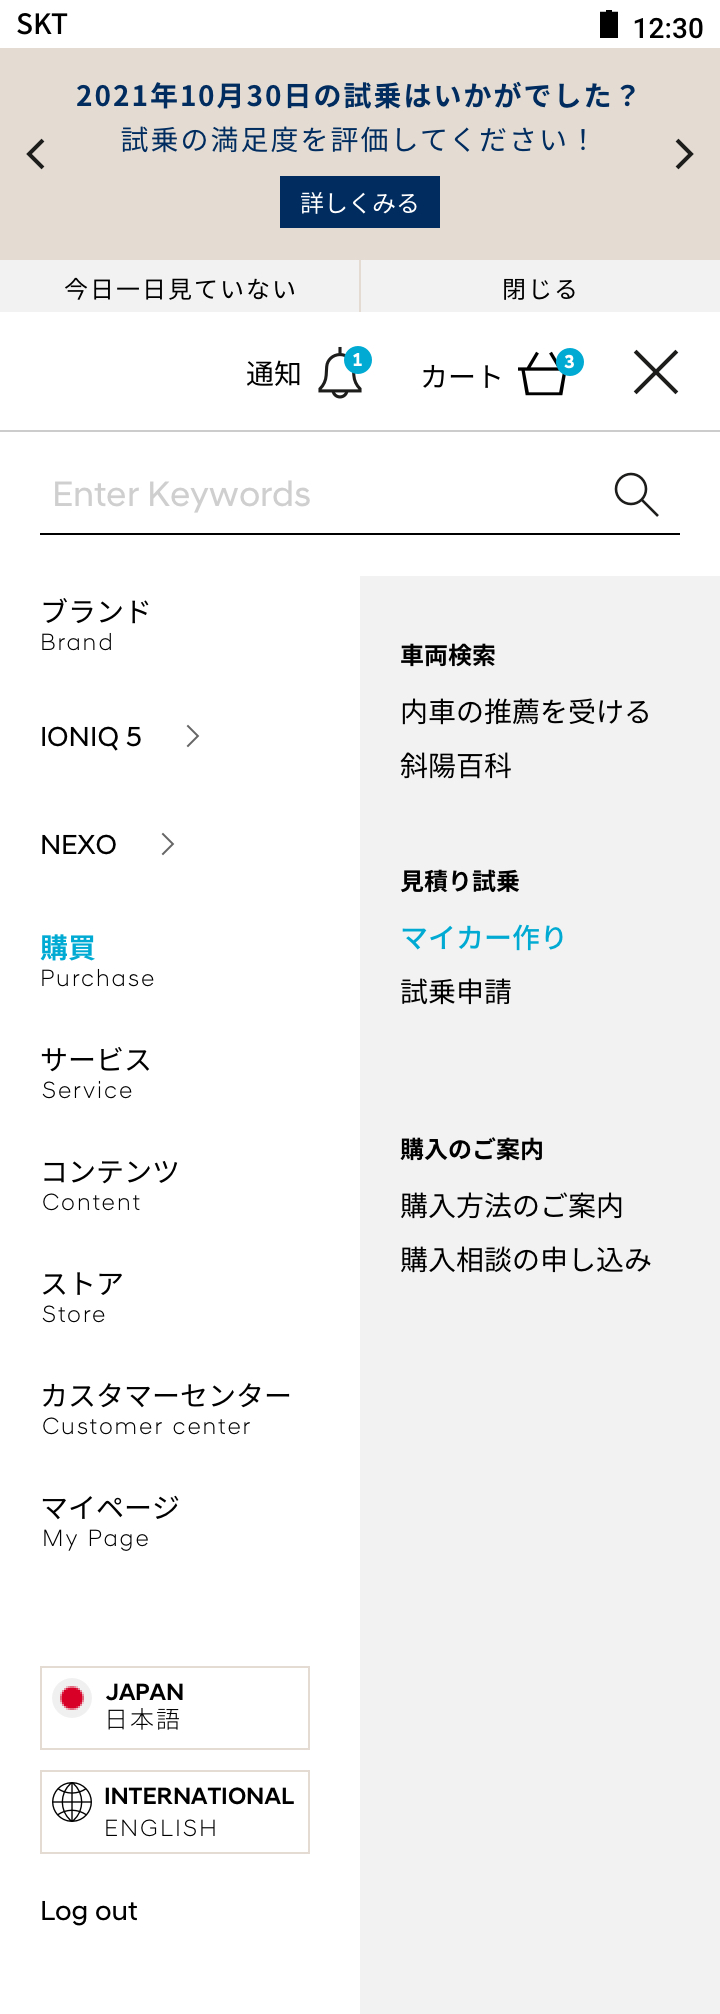 SKT
12:30
2021年10月30日の試乗はいかがでした？
試乗の満足度を評価してください！
詳しくみる
今日一日見ていない
閉じる
通知
1
カート
3
Enter Keywords
ブランド
Brand
IONIQ 5
NEXO
購買
Purchase
サービス
Service
コンテンツ
Content
ストア
Store
カスタマーセンター
Customer center
マイページ
My Page
車両検索
内車の推薦を受ける
斜陽百科
見積り試乗
マイカー作り
試乗申請
購入のご案内
購入方法のご案内
購入相談の申し込み
JAPAN
日本語
INTERNATIONAL
ENGLISH
Log out